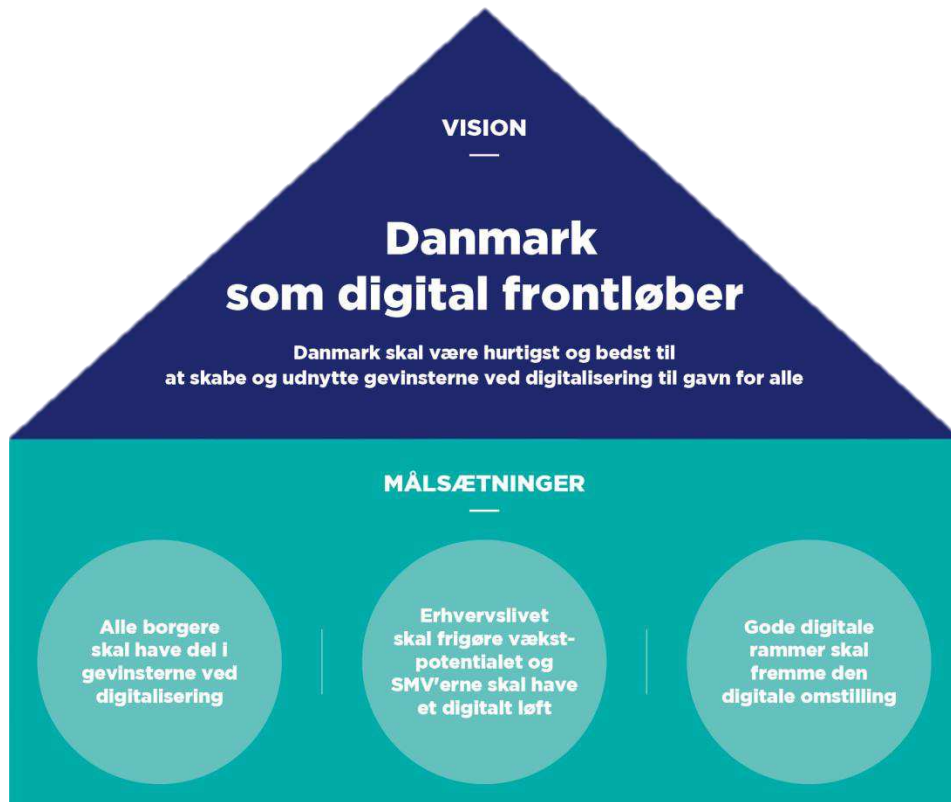 VISION
Danmark
som digital frontløber
Danmark skal være hurtigst og bedst til
at skabe og udnytte gevinsterne ved digitalisering til gavn for alle
MÅLSÆTNINGER
Alle borgere
skal have del i
gevinsterne ved
digitalisering
Erhvervslivet
skal frigøre vækst-
potentialet og
SMV'erne skal have
et digitalt løft
Gode digitale
rammer skal
fremme den
digitale omstilling